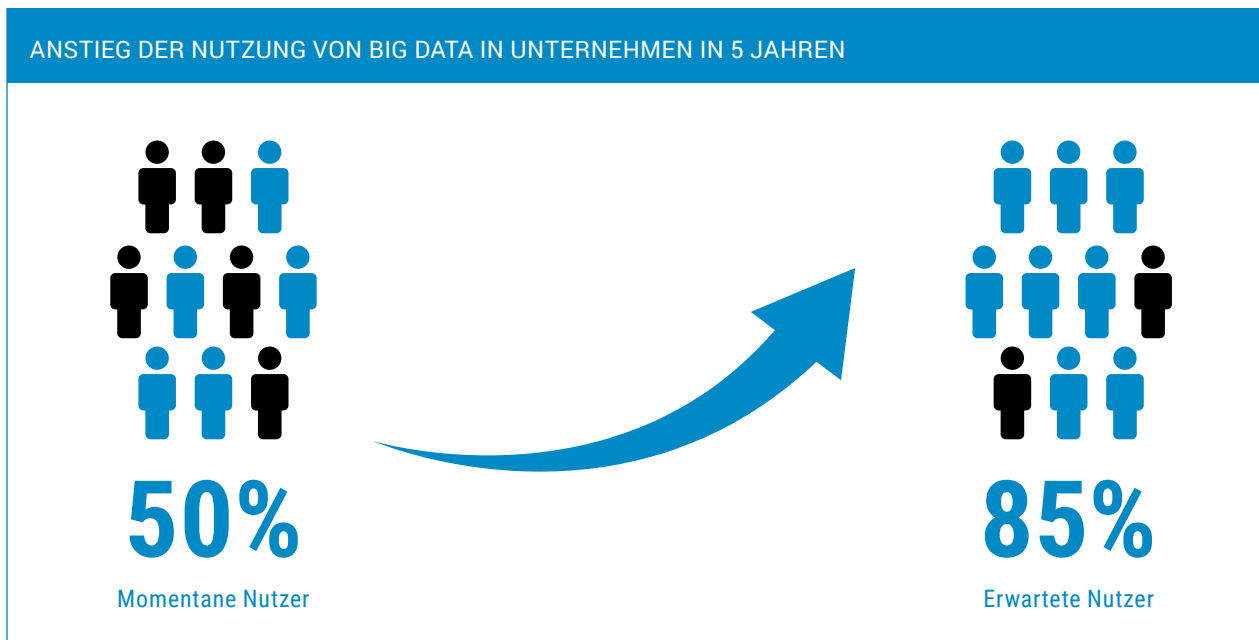 ANSTIEG DER NUTZUNG VON BIG DATA IN UNTERNEHMEN IN 5 JAHREN
50%
Momentane Nutzer
85%
Erwartete Nutzer